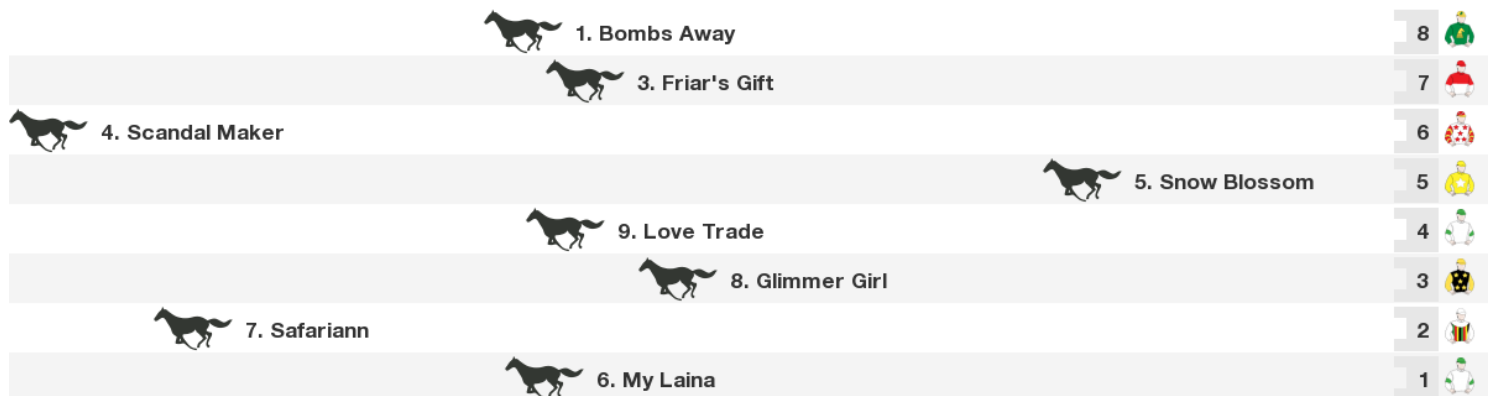 1. Bombs Away 8
3. Friar's Gift 7
4. Scandal Maker 6
5. Snow Blossom 5
9. Love Trade 4
8. Glimmer Girl 3
7. Safariann 2
6. My Laina 1